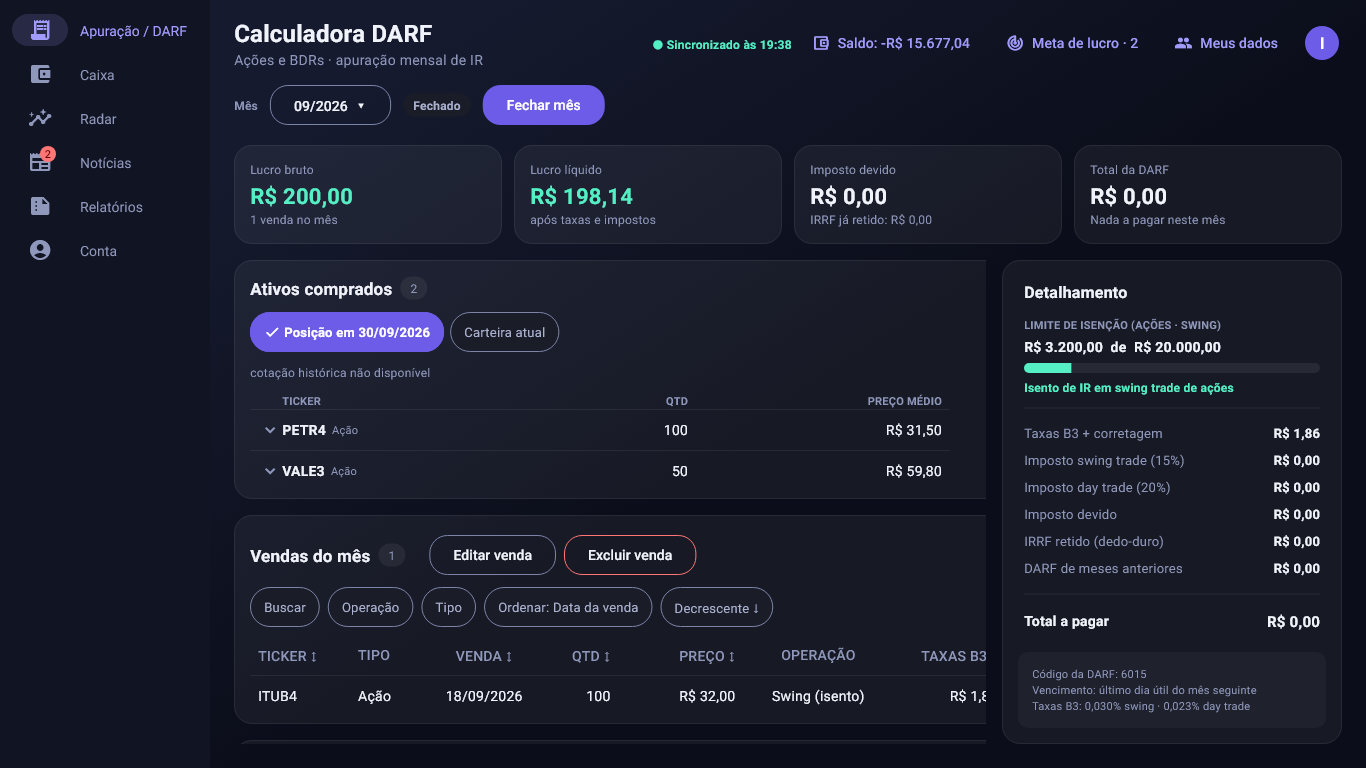 Apuração / DARF
Caixa
Radar
2
Notícias
Relatórios
Conta
Calculadora DARF
Ações e BDRs · apuração mensal de IR
Sincronizado às 19:38
Saldo: -R$ 15.677,04
Meta de lucro · 2
Meus dados
I
Mês
09/2026 ▼
Fechado
Fechar mês
Lucro bruto
R$ 200,00
1 venda no mês
Lucro líquido
R$ 198,14
após taxas e impostos
Imposto devido
R$ 0,00
IRRF já retido: R$ 0,00
Total da DARF
R$ 0,00
Nada a pagar neste mês
Ativos comprados 2
Posição em 30/09/2026
Carteira atual
cotação histórica não disponível
TICKER QTD PREÇO MÉDIO
PETR4 Ação 100 R$ 31,50
VALE3 Ação 50 R$ 59,80
Vendas do mês 1
Editar venda
Excluir venda
Buscar
Operação
Tipo
Ordenar: Data da venda
Decrescente ↓
TICKER ↕ TIPO VENDA ↕ QTD ↕ PREÇO ↕ OPERAÇÃO TAXAS B3
ITUB4 Ação 18/09/2026 100 R$ 32,00 Swing (isento) R$ 1,8
Detalhamento
LIMITE DE ISENÇÃO (AÇÕES · SWING)
R$ 3.200,00 de R$ 20.000,00
Isento de IR em swing trade de ações
Taxas B3 + corretagem R$ 1,86
Imposto swing trade (15%) R$ 0,00
Imposto day trade (20%) R$ 0,00
Imposto devido R$ 0,00
IRRF retido (dedo-duro) R$ 0,00
DARF de meses anteriores R$ 0,00
Total a pagar R$ 0,00
Código da DARF: 6015
Vencimento: último dia útil do mês seguinte
Taxas B3: 0,030% swing · 0,023% day trade